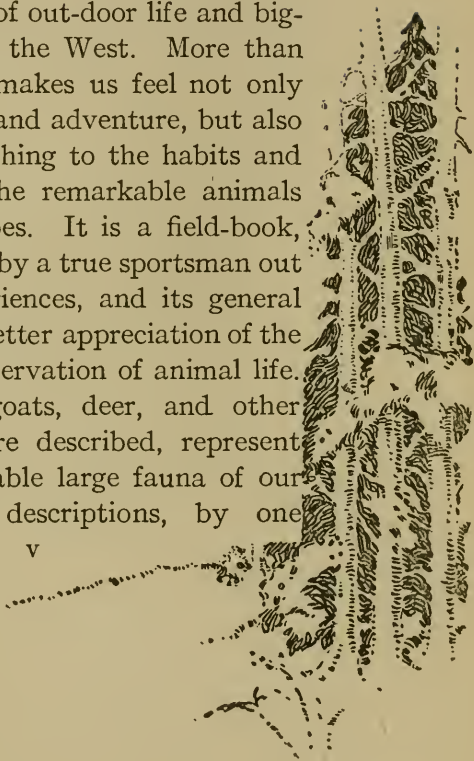 of out-door life and big-
the West. More than
makes us feel not only
and adventure, but also
hing to the habits and
he remarkable animals
es. It is a field-book,
by a true sportsman out
iences, and its general
etter appreciation of the
servation of animal life.
goats, deer, and other
re described, represent
able large fauna of our
descriptions, by one
v